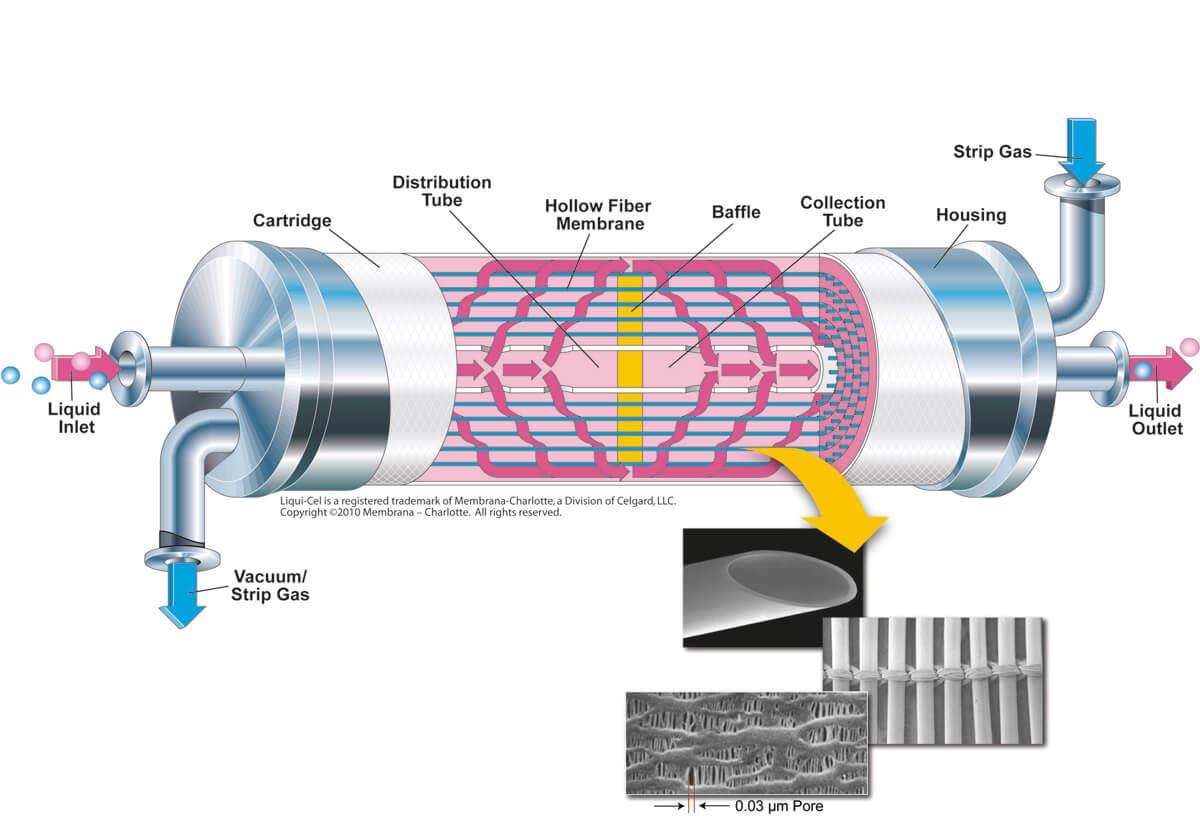 Strip Gas
Distribution
Tube
Hollow Fiber
Membrane
Collection
Tube
Baffle
Housing
Cartridge
Liquid
Inlet
Liquid
Outlet
Liqui-Cel is a registered trademark of Membrana-Charlotte, a Division of Celgard, LLC.
Copyright ©2010 Membrana – Charlotte. All rights reserved.
Vacuum/
Strip Gas
0.03 µm Pore